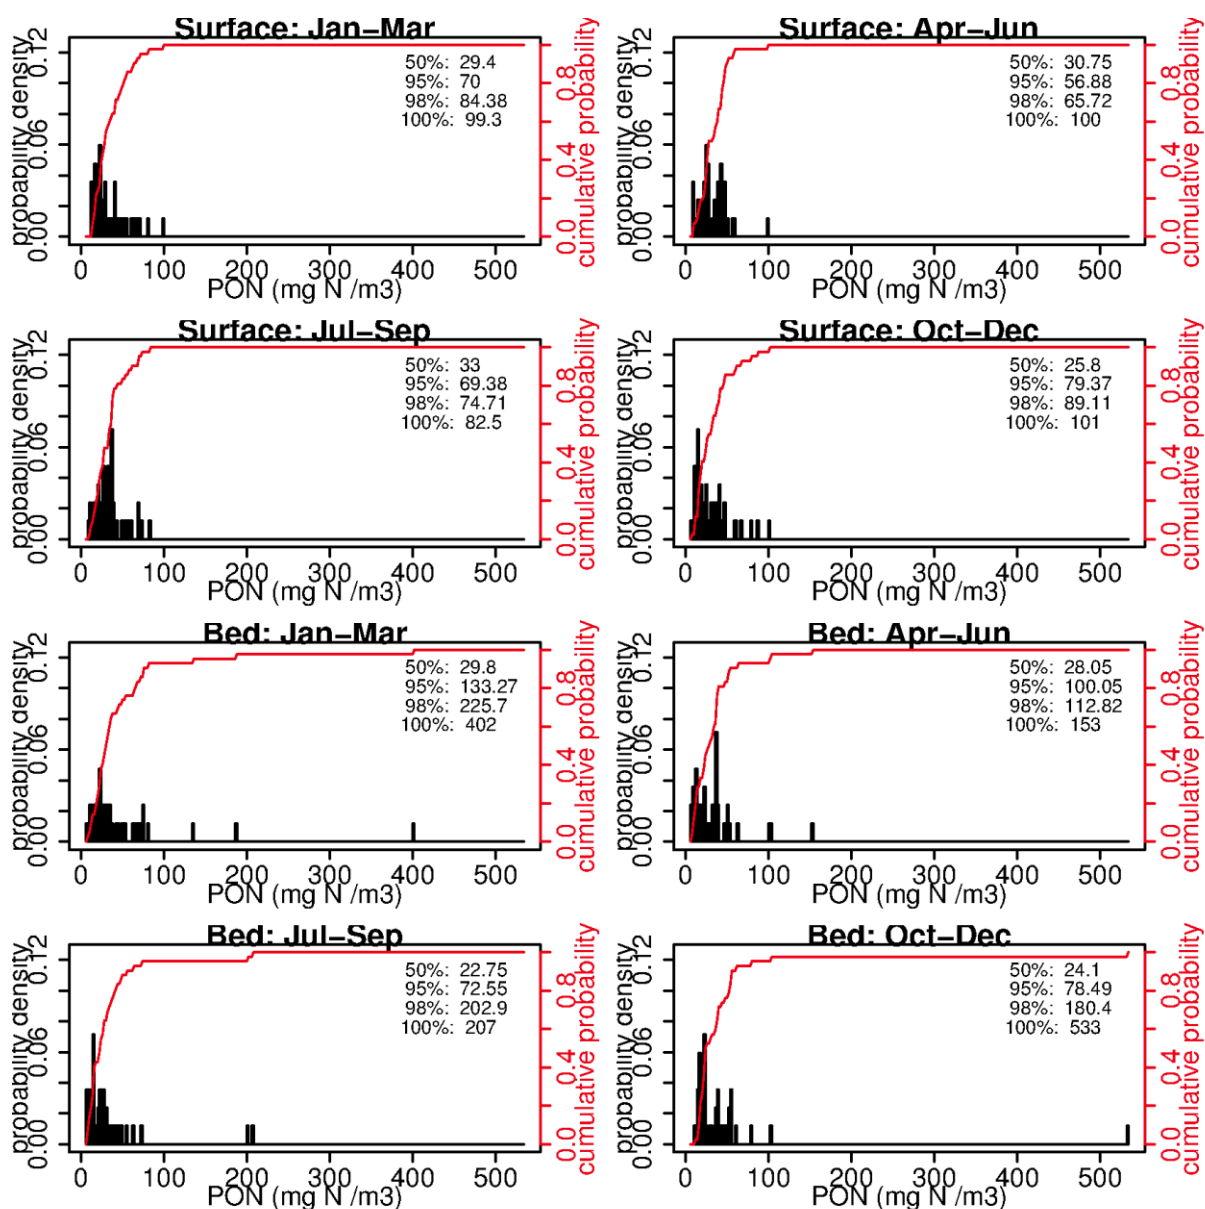 Surface: Jan−Mar
probability density
0.00 0.06 0.12
50%: 29.4
95%: 70
98%: 84.38
100%: 99.3
0.0 0.4 0.8
cumulative probability
0 100 200 300 400 500
PON (mg N /m3)
Surface: Apr−Jun
probability density
0.00 0.06 0.12
50%: 30.75
95%: 56.88
98%: 65.72
100%: 100
0.0 0.4 0.8
cumulative probability
0 100 200 300 400 500
PON (mg N /m3)
Surface: Jul−Sep
probability density
0.00 0.06 0.12
50%: 33
95%: 69.38
98%: 74.71
100%: 82.5
0.0 0.4 0.8
cumulative probability
0 100 200 300 400 500
PON (mg N /m3)
Surface: Oct−Dec
probability density
0.00 0.06 0.12
50%: 25.8
95%: 79.37
98%: 89.11
100%: 101
0.0 0.4 0.8
cumulative probability
0 100 200 300 400 500
PON (mg N /m3)
Bed: Jan−Mar
probability density
0.00 0.06 0.12
50%: 29.8
95%: 133.27
98%: 225.7
100%: 402
0.0 0.4 0.8
cumulative probability
0 100 200 300 400 500
PON (mg N /m3)
Bed: Apr−Jun
probability density
0.00 0.06 0.12
50%: 28.05
95%: 100.05
98%: 112.82
100%: 153
0.0 0.4 0.8
cumulative probability
0 100 200 300 400 500
PON (mg N /m3)
Bed: Jul−Sep
probability density
0.00 0.06 0.12
50%: 22.75
95%: 72.55
98%: 202.9
100%: 207
0.0 0.4 0.8
cumulative probability
0 100 200 300 400 500
PON (mg N /m3)
Bed: Oct−Dec
probability density
0.00 0.06 0.12
50%: 24.1
95%: 78.49
98%: 180.4
100%: 533
0.0 0.4 0.8
cumulative probability
0 100 200 300 400 500
PON (mg N /m3)